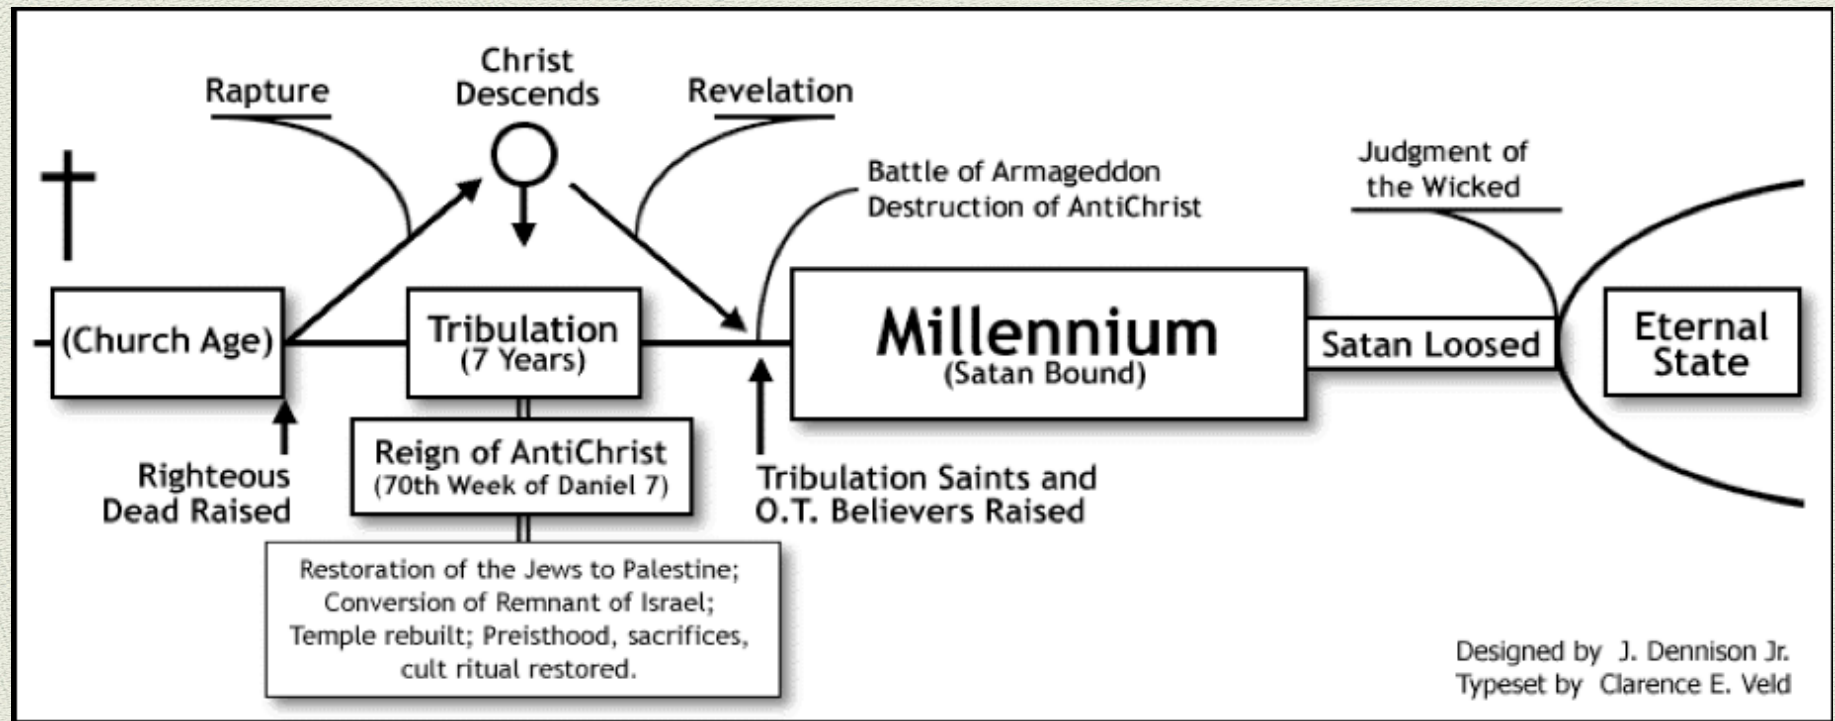 Rapture
Christ
Descends
Revelation
Battle of Armageddon
Destruction of AntiChrist
Judgment of
the Wicked
(Church Age)
Tribulation
(7 Years)
Millennium
(Satan Bound)
Satan Loosed
Eternal
State
Righteous
Dead Raised
Reign of AntiChrist
(70th Week of Daniel 7)
Tribulation Saints and
O.T. Believers Raised
Restoration of the Jews to Palestine;
Conversion of Remnant of Israel;
Temple rebuilt; Preisthood, sacrifices,
cult ritual restored.
Designed by J. Dennison Jr.
Typeset by Clarence E. Veld